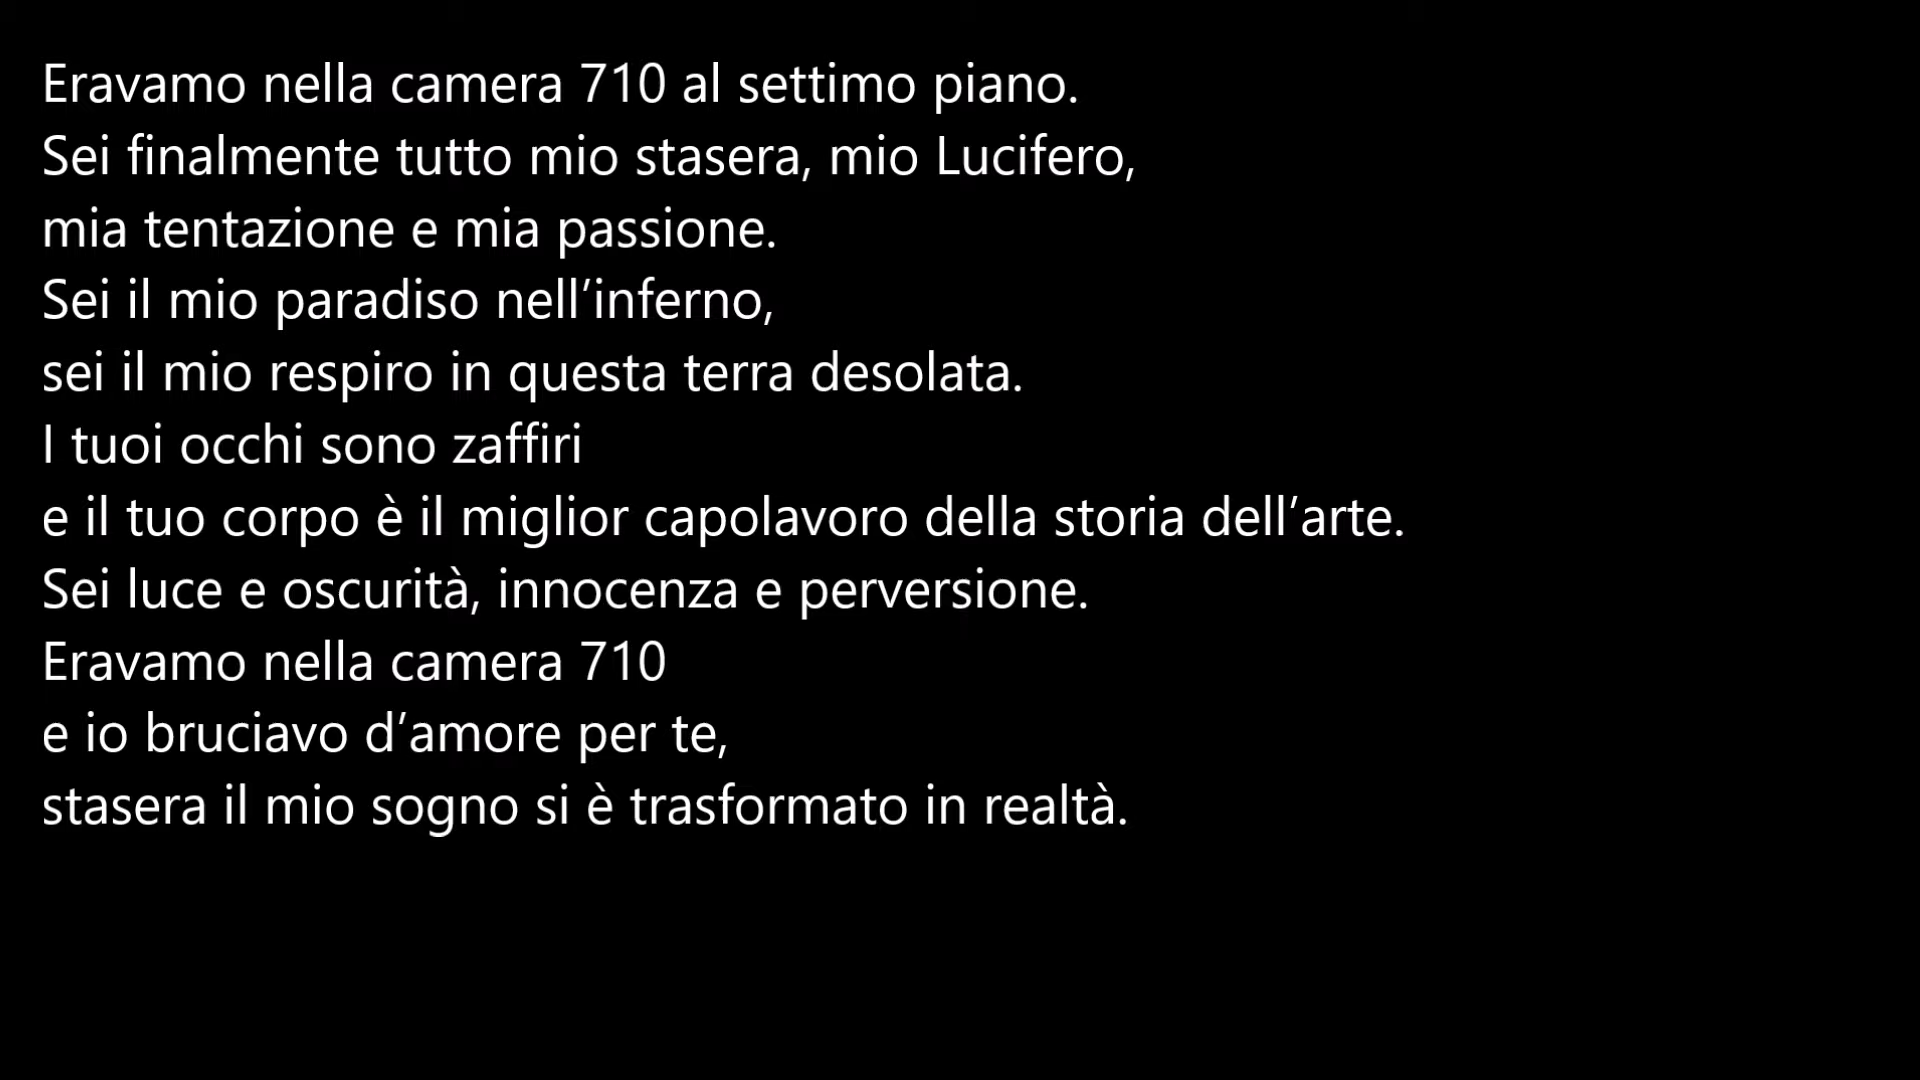 Eravamo nella camera 710 al settimo piano.
Sei finalmente tutto mio stasera, mio Lucifero,
mia tentazione e mia passione.
Sei il mio paradiso nell’inferno,
sei il mio respiro in questa terra desolata.
I tuoi occhi sono zaffiri
e il tuo corpo è il miglior capolavoro della storia dell’arte.
Sei luce e oscurità, innocenza e perversione.
Eravamo nella camera 710
e io bruciavo d’amore per te,
stasera il mio sogno si è trasformato in realtà.